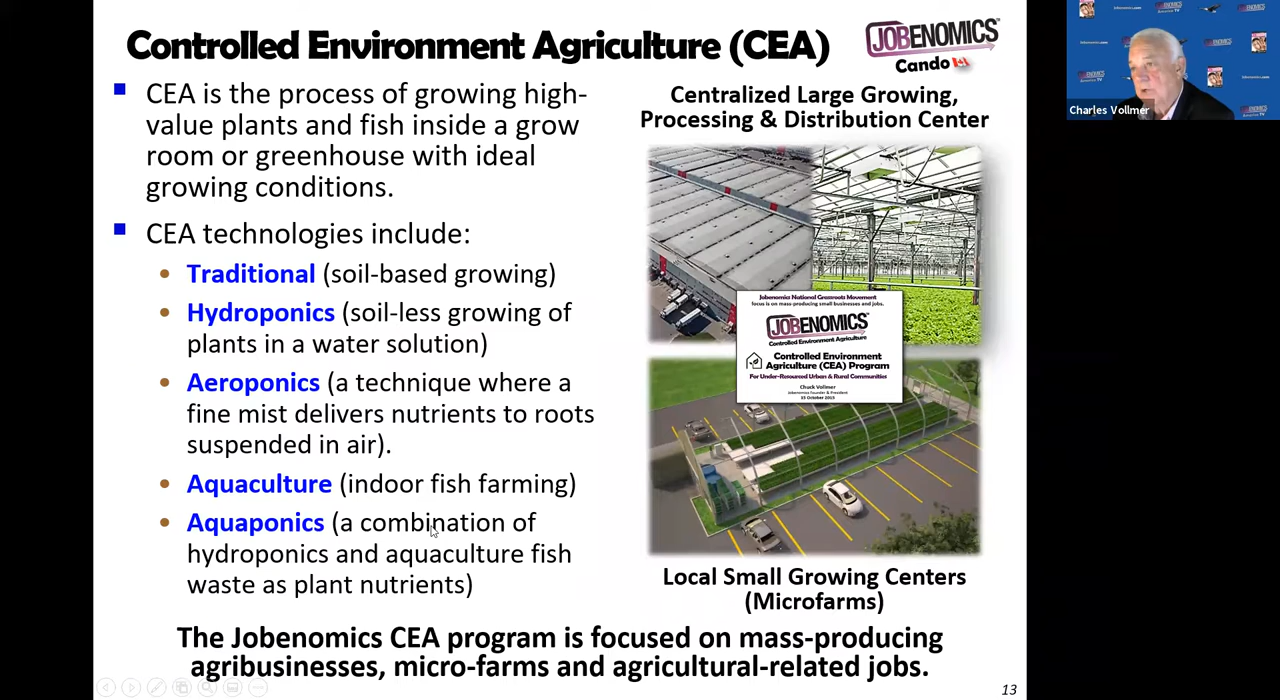 Controlled Environment Agriculture (CEA)
JOBENOMICS™
Cando
CEA is the process of growing high-
value plants and fish inside a grow
room or greenhouse with ideal
growing conditions.
CEA technologies include:
Traditional (soil-based growing)
Hydroponics (soil-less growing of
plants in a water solution)
Aeroponics (a technique where a
fine mist delivers nutrients to roots
suspended in air).
Aquaculture (indoor fish farming)
Aquaponics (a combination of
hydroponics and aquaculture fish
waste as plant nutrients)
Centralized Large Growing,
Processing & Distribution Center
Jobenomics National Grassroots Movement
focus is on mass-producing small businesses and jobs.
JOBENOMICS™
Controlled Environment Agriculture
Controlled Environment
Agriculture (CEA) Program
For Under-Resourced Urban & Rural Communities
Chuck Vollmer
Jobenomics Founder & President
15 October 2015
Local Small Growing Centers
(Microfarms)
The Jobenomics CEA program is focused on mass-producing
agribusinesses, micro-farms and agricultural-related jobs.
13
Charles Vollmer